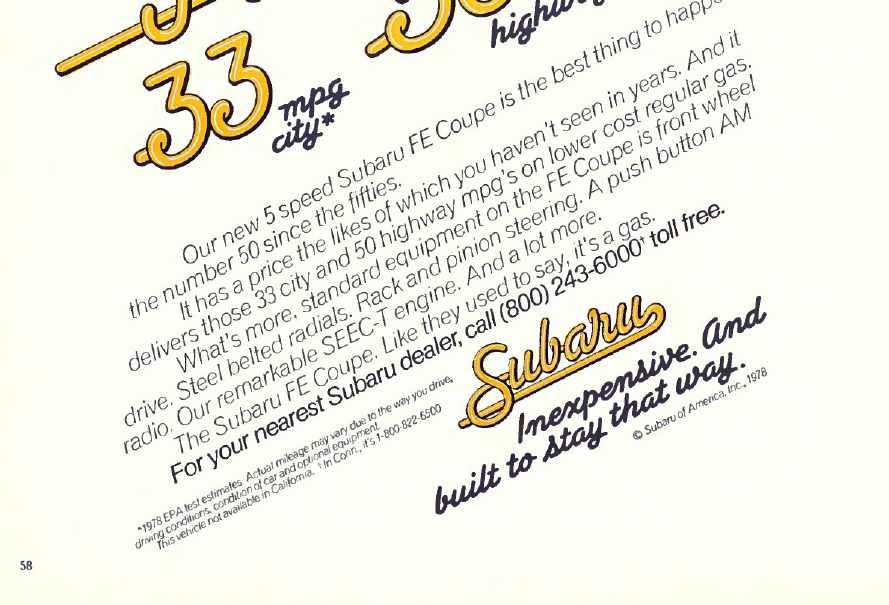 33 mpg
city*
Our new 5 speed Subaru FE Coupe is the best thing to
the number 50 since the fifties.
It has a price the likes of which you haven't seen in years. And it
delivers those 33 city and 50 highway mpg's on lower cost regular gas.
What's more, standard equipment on the FE Coupe is front wheel
drive. Steel belted radials. Rack and pinion steering. A push button AM
radio. Our remarkable SEEC-T engine. And a lot more.
The Subaru FE Coupe. Like they used to say, it's a gas.
For your nearest Subaru dealer, call (800) 243-6000† toll free.
Subaru
Inexpensive. And
built to stay that way.
© Subaru of America, Inc., 1978
*1978 EPA test estimates. Actual mileage may vary due to the way you drive,
driving conditions, condition of car and optional equipment.
This vehicle not available in California. †In Conn., it's 1-800-822-6500
58